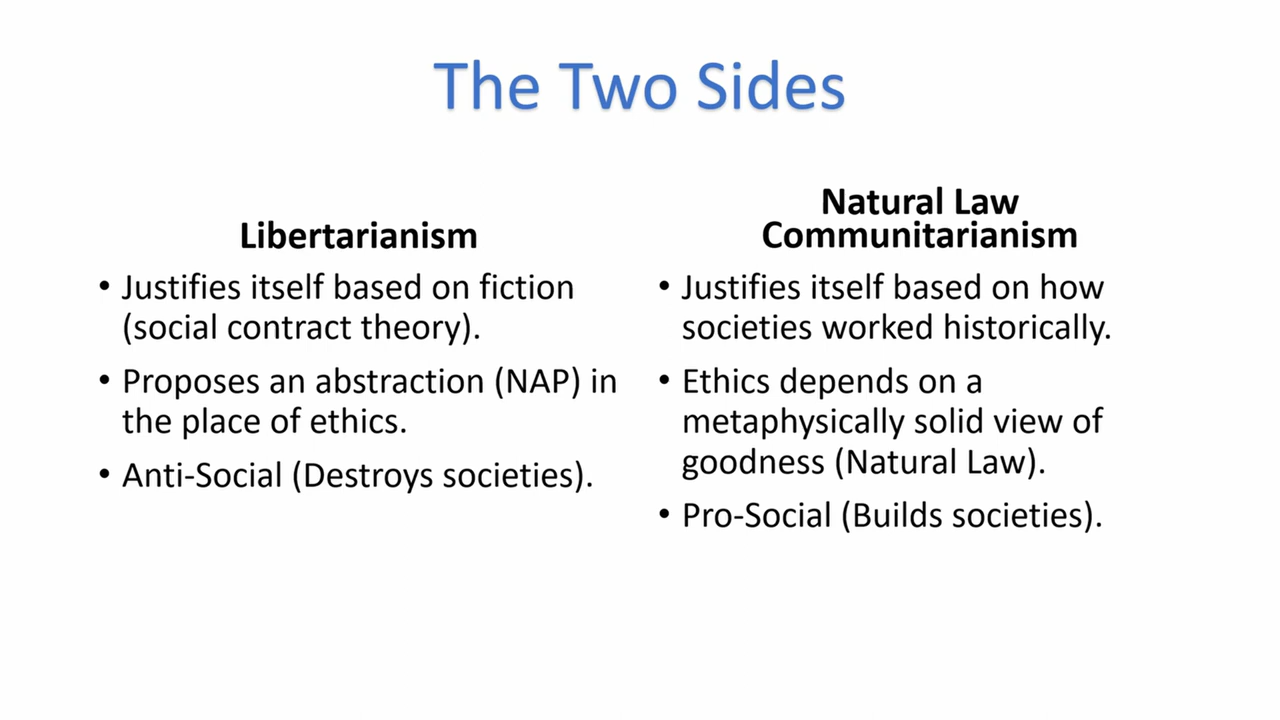 The Two Sides
Libertarianism
• Justifies itself based on fiction
(social contract theory).
• Proposes an abstraction (NAP) in
the place of ethics.
• Anti-Social (Destroys societies).
Natural Law
Communitarianism
• Justifies itself based on how
societies worked historically.
• Ethics depends on a
metaphysically solid view of
goodness (Natural Law).
• Pro-Social (Builds societies).